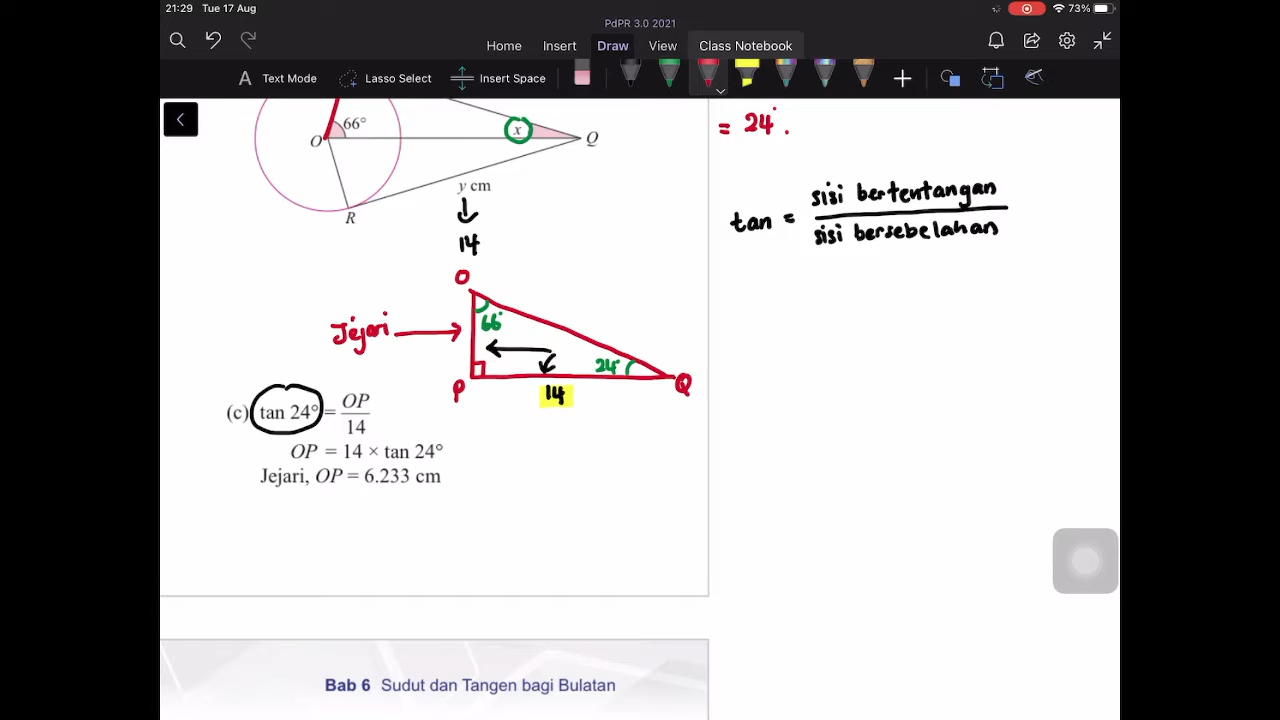 21:29 Tue 17 Aug
73%
PdPR 3.0 2021
Home Insert Draw View Class Notebook
A Text Mode Lasso Select Insert Space
66°
O
x
Q
y cm
R
14
= 24°.
tan = sisi bertentangan
sisi bersebelahan
O
66°
Jejari
24°
P
Q
14
(c) tan 24° = OP
14
OP = 14 × tan 24°
Jejari, OP = 6.233 cm
Bab 6 Sudut dan Tangen bagi Bulatan